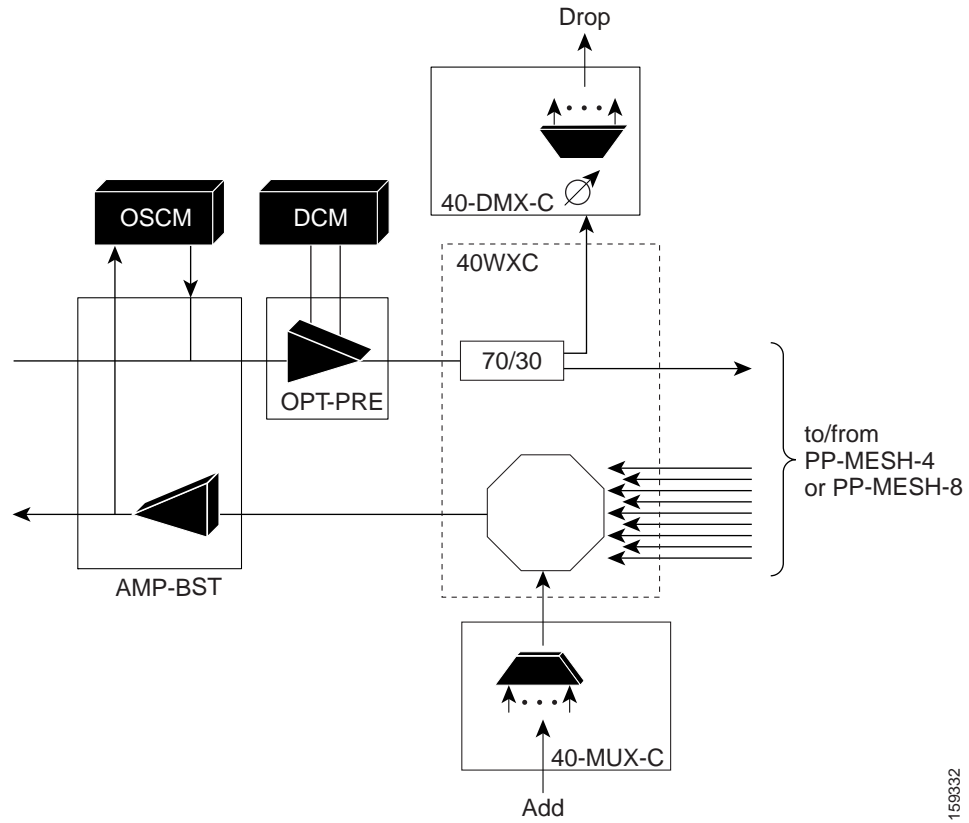 Drop
40-DMX-C
OSCM
DCM
40WXC
70/30
OPT-PRE
to/from
PP-MESH-4
or PP-MESH-8
AMP-BST
40-MUX-C
Add
159332